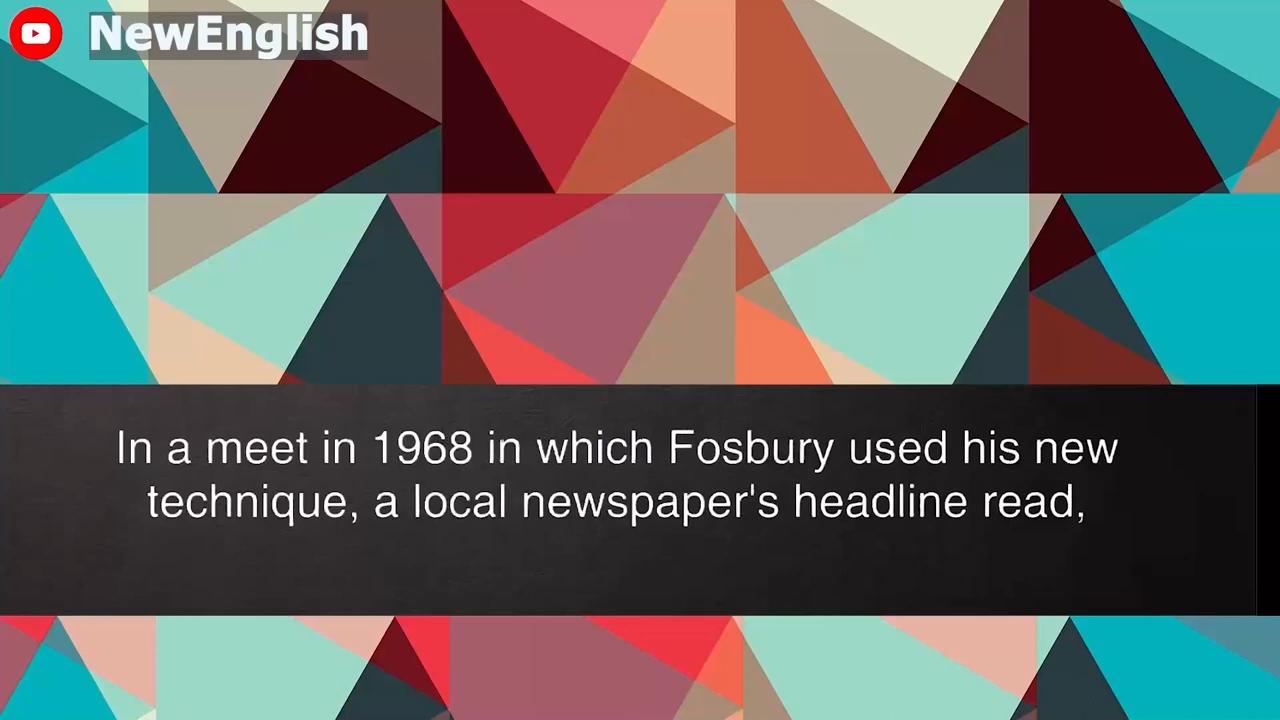 NewEnglish
In a meet in 1968 in which Fosbury used his new
technique, a local newspaper's headline read,